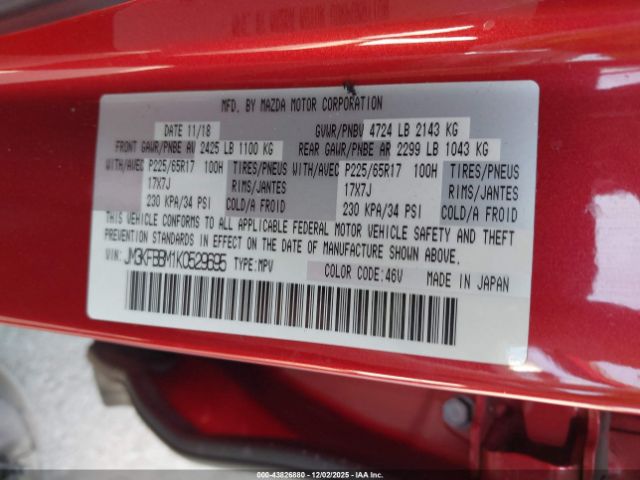 MFD. BY MAZDA MOTOR CORPORATION
DATE 11/18 GVWR/PNBV 4724 LB 2143 KG
FRONT GAWR/PNBE AV 2425 LB 1100 KG REAR GAWR/PNBE AR 2299 LB 1043 KG
WITH/AVEC P225/65R17 100H TIRES/PNEUS WITH/AVEC P225/65R17 100H TIRES/PNEUS
17X7J RIMS/JANTES 17X7J RIMS/JANTES
230 KPA/34 PSI COLD/A FROID 230 KPA/34 PSI COLD/A FROID
THIS VEHICLE CONFORMS TO ALL APPLICABLE FEDERAL MOTOR VEHICLE SAFETY AND
THEFT PREVENTION STANDARDS IN EFFECT ON THE DATE OF MANUFACTURE SHOWN ABOVE.
VIN: JM3KFBBM1K0529695 TYPE:MPV COLOR CODE:46V MADE IN JAPAN
00-43826880 12/02/2025 IAA Inc.